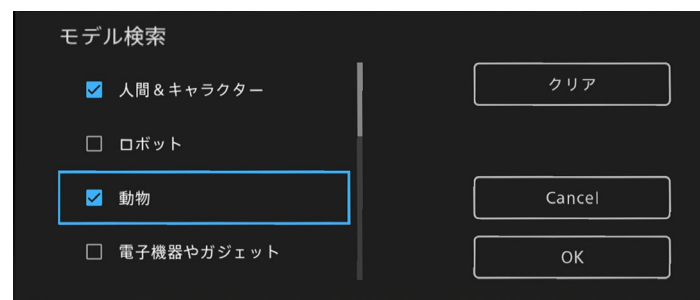 モデル検索
人間&キャラクター
ロボット
動物
電子機器やガジェット
クリア
Cancel
OK